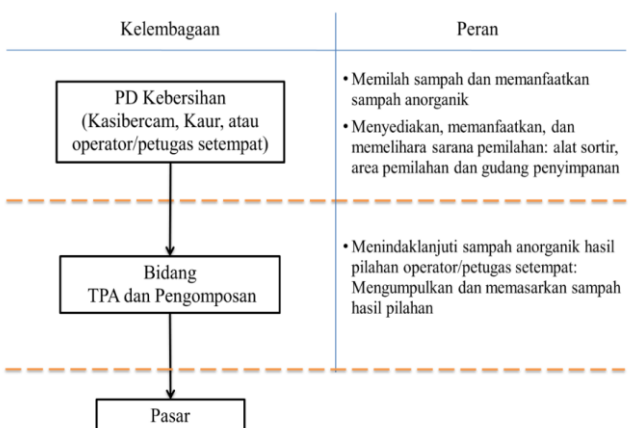 Kelembagaan
Peran
PD Kebersihan
(Kasibercam, Kaur, atau
operator/petugas setempat)
• Memilah sampah dan memanfaatkan
sampah anorganik
• Menyediakan, memanfaatkan, dan
memelihara sarana pemilahan: alat sortir,
area pemilahan dan gudang penyimpanan
Bidang
TPA dan Pengomposan
• Menindaklanjuti sampah anorganik hasil
pilahan operator/petugas setempat:
Mengumpulkan dan memasarkan sampah
hasil pilahan
Pasar